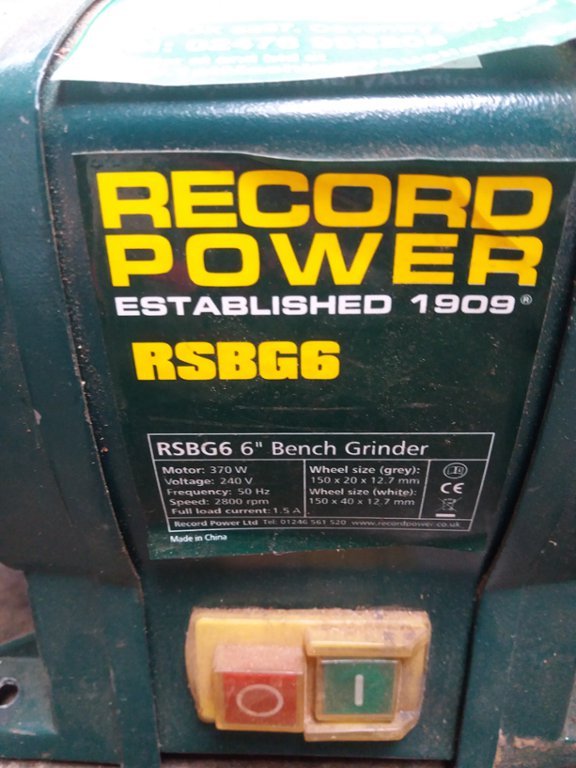 RECORD
POWER
ESTABLISHED 1909®
RSBG6
RSBG6 6" Bench Grinder
Motor: 370 W
Voltage: 240 V
Frequency: 50 Hz
Speed: 2800 rpm
Full load current: 1.5 A
Wheel size (grey):
150 x 20 x 12.7 mm
Wheel size (white):
150 x 40 x 12.7 mm
CE
Record Power Ltd Tel: 01246 561 520 www.recordpower.co.uk
Made in China